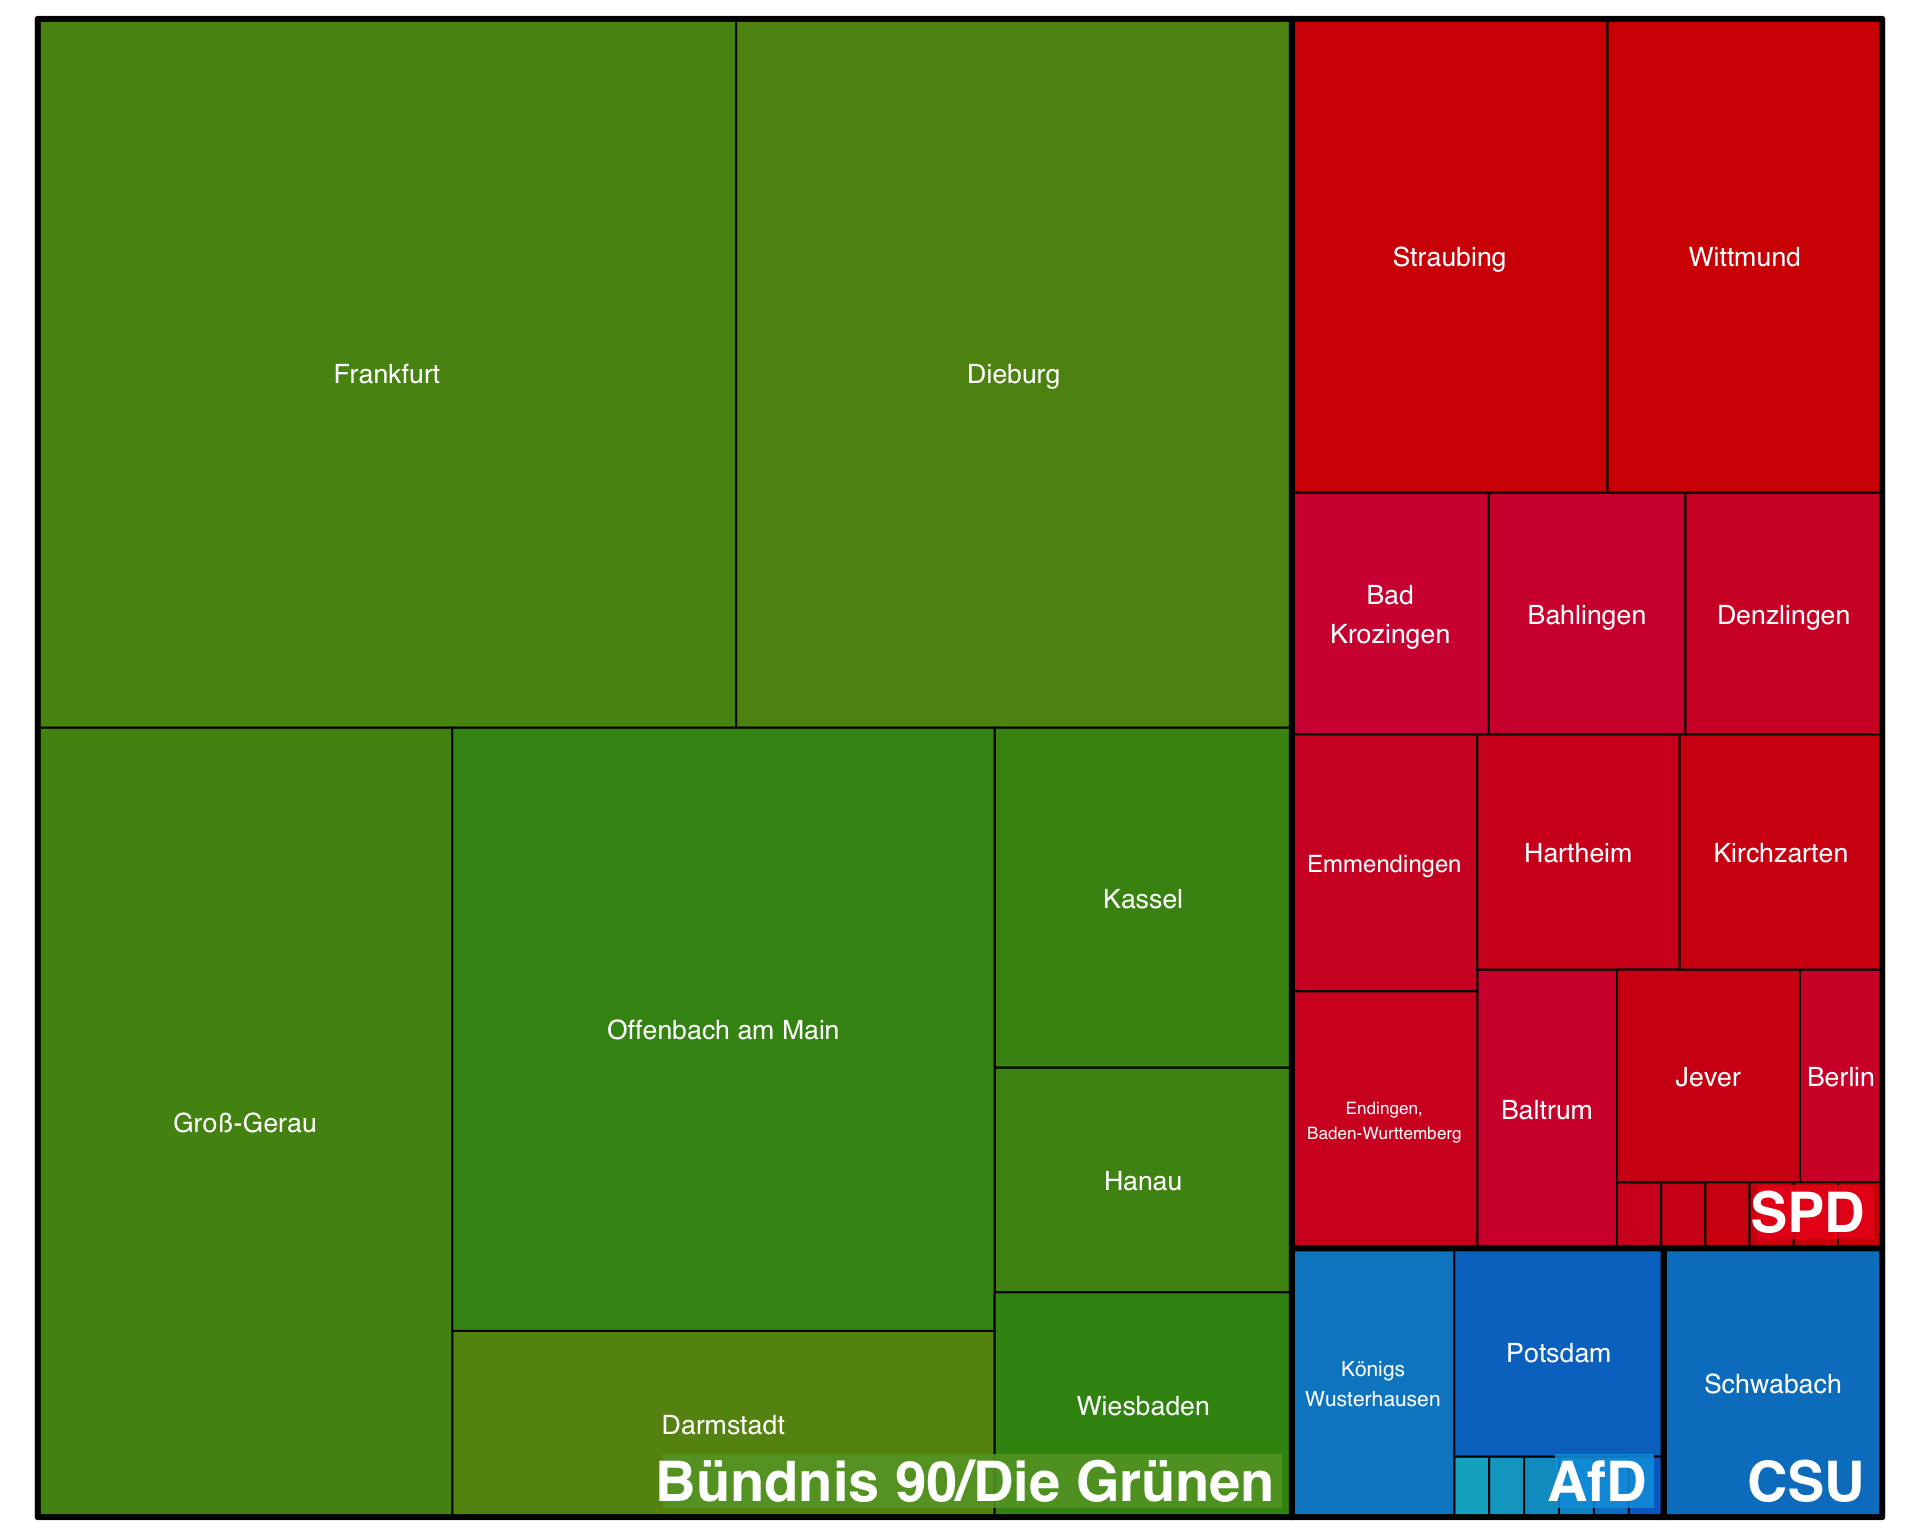 Frankfurt
Dieburg
Groß-Gerau
Offenbach am Main
Kassel
Hanau
Darmstadt
Wiesbaden
Bündnis 90/Die Grünen
Straubing
Wittmund
Bad
Krozingen
Bahlingen
Denzlingen
Emmendingen
Hartheim
Kirchzarten
Endingen,
Baden-Wurttemberg
Baltrum
Jever
Berlin
SPD
Königs
Wusterhausen
Potsdam
AfD
Schwabach
CSU